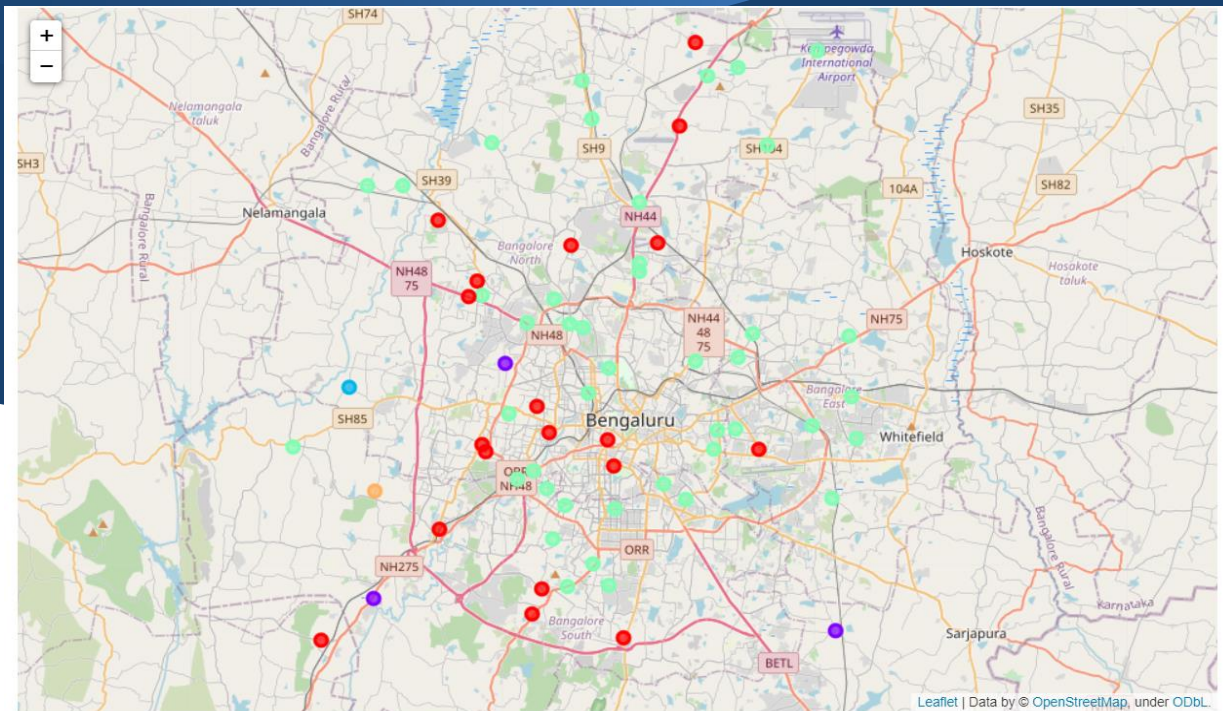 +
−
SH74
Kempegowda
International
Airport
Nelamangala
taluk
Bangalore Rural
SH35
SH3
SH9
SH104
SH39
104A
SH82
Nelamangala
NH44
Bangalore Rural
Bangalore
North
Hoskote
Hosakote
taluk
NH48
75
NH44
48
75
NH75
NH48
Bangalore
East
SH85
Bengaluru
Whitefield
ORR
NH48
ORR
NH275
Bangalore Rural
Karnataka
Bangalore
South
Sarjapura
BETL
Leaflet | Data by © OpenStreetMap, under ODbL.